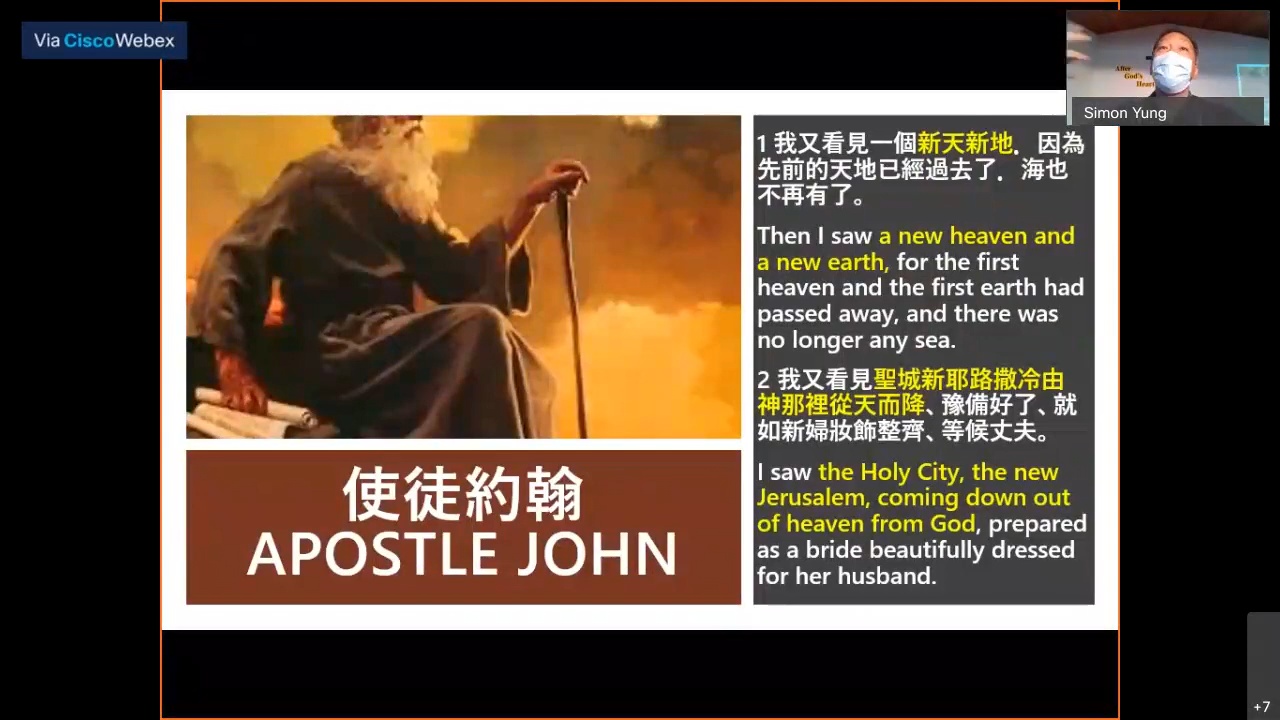 Via Cisco Webex
After
God's
Heart
Simon Yung
1 我又看見一個新天新地．因為
先前的天地已經過去了．海也
不再有了。
Then I saw a new heaven and
a new earth, for the first
heaven and the first earth had
passed away, and there was
no longer any sea.
2 我又看見聖城新耶路撒冷由
神那裡從天而降、豫備好了、就
如新婦妝飾整齊、等候丈夫。
I saw the Holy City, the new
Jerusalem, coming down out
of heaven from God, prepared
as a bride beautifully dressed
for her husband.
使徒約翰
APOSTLE JOHN
+7